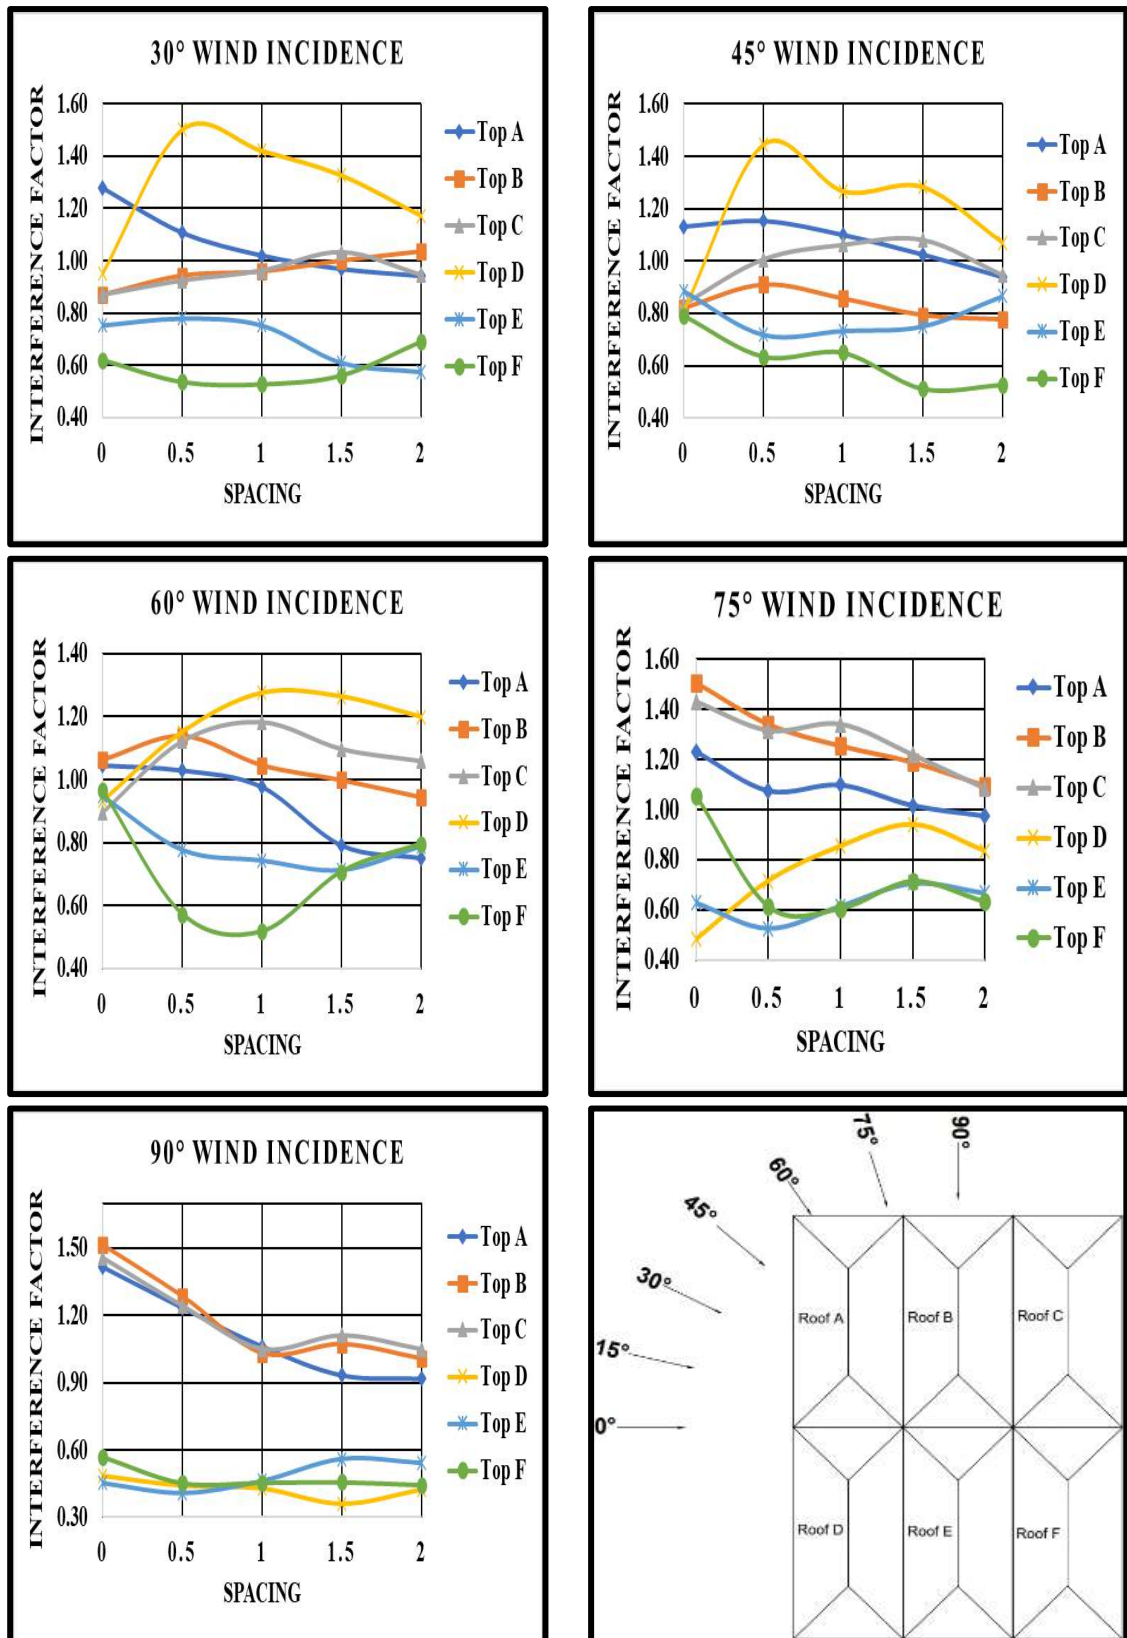 30° WIND INCIDENCE
INTERFERENCE FACTOR
1.60
1.40
1.20
1.00
0.80
0.60
0.40
0 0.5 1 1.5 2
SPACING
Top A
Top B
Top C
Top D
Top E
Top F
45° WIND INCIDENCE
INTERFERENCE FACTOR
1.60
1.40
1.20
1.00
0.80
0.60
0.40
0 0.5 1 1.5 2
SPACING
Top A
Top B
Top C
Top D
Top E
Top F
60° WIND INCIDENCE
INTERFERENCE FACTOR
1.40
1.20
1.00
0.80
0.60
0.40
0 0.5 1 1.5 2
SPACING
Top A
Top B
Top C
Top D
Top E
Top F
75° WIND INCIDENCE
INTERFERENCE FACTOR
1.60
1.40
1.20
1.00
0.80
0.60
0.40
0 0.5 1 1.5 2
SPACING
Top A
Top B
Top C
Top D
Top E
Top F
90° WIND INCIDENCE
INTERFERENCE FACTOR
1.50
1.20
0.90
0.60
0.30
0 0.5 1 1.5 2
SPACING
Top A
Top B
Top C
Top D
Top E
Top F
90°
75°
60°
45°
30°
15°
0°
Roof A Roof B Roof C
Roof D Roof E Roof F